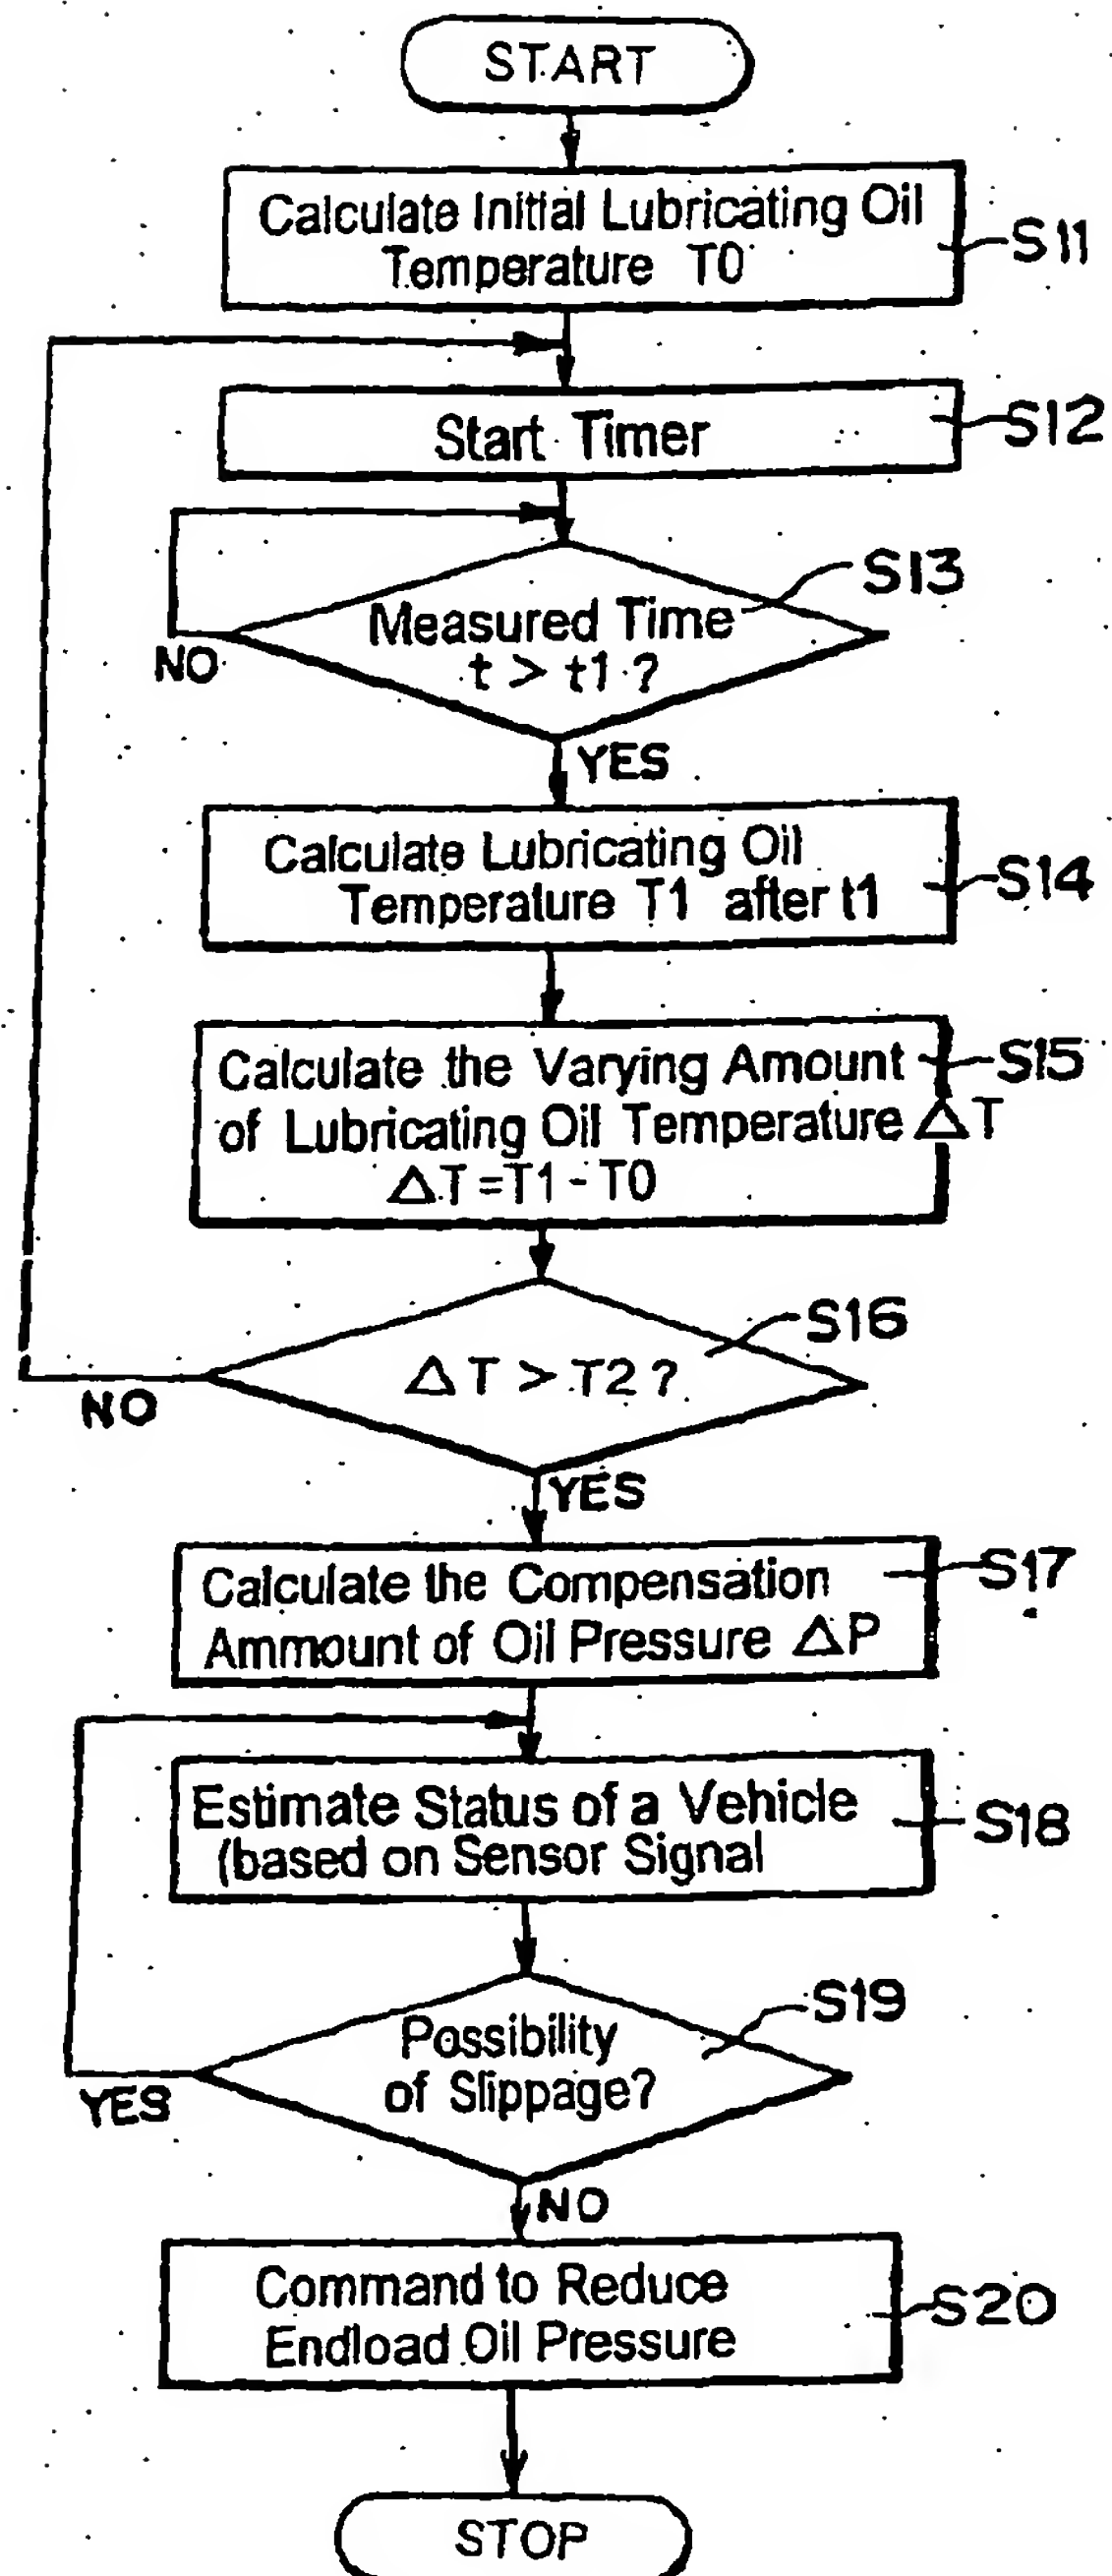 START
Calculate Initial Lubricating Oil
Temperature T0
S11
Start Timer
S12
S13
Measured Time
t > t1 ?
NO
YES
Calculate Lubricating Oil
Temperature T1 after t1
S14
Calculate the Varying Amount
S15
of Lubricating Oil Temperature ΔT
ΔT = T1 - T0
S16
ΔT > T2 ?
NO
YES
Calculate the Compensation
S17
Ammount of Oil Pressure ΔP
Estimate Status of a Vehicle
S18
(based on Sensor Signal
S19
Possibility
of Slippage?
YES
NO
Command to Reduce
S20
Endload Oil Pressure
STOP